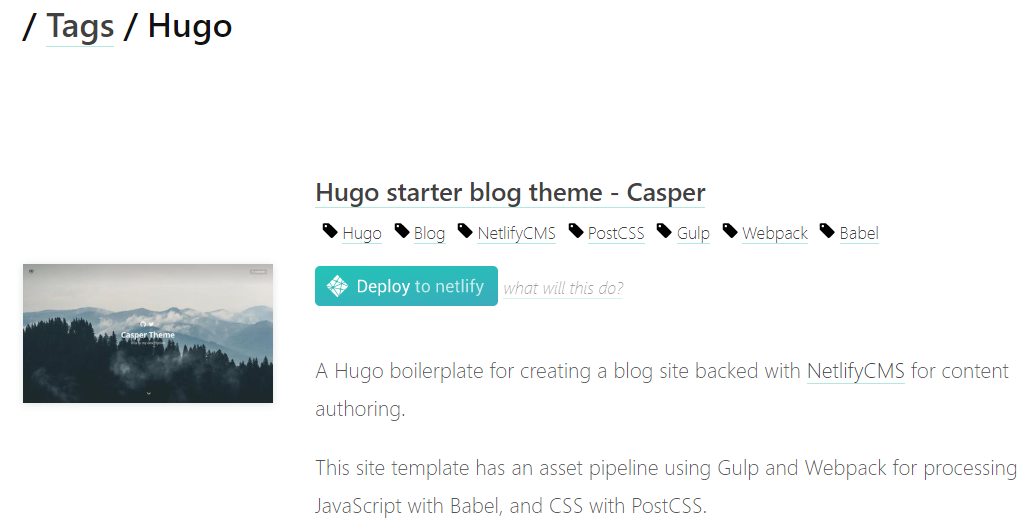 / Tags / Hugo
Hugo starter blog theme - Casper
Hugo Blog NetlifyCMS PostCSS Gulp Webpack Babel
Deploy to netlify what will this do?
Casper Theme
A Hugo boilerplate for creating a blog site backed with NetlifyCMS for content
authoring.
This site template has an asset pipeline using Gulp and Webpack for processing
JavaScript with Babel, and CSS with PostCSS.